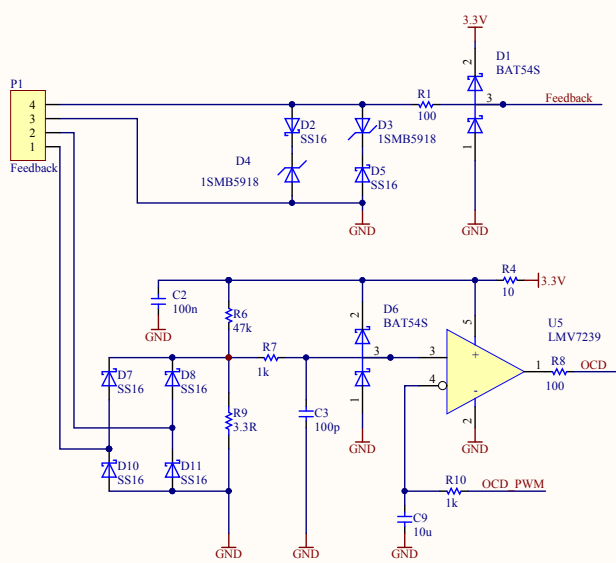 3.3V
D1
BAT54S
2
3
1
GND
P1
4
3
2
1
Feedback
R1
100
Feedback
D2
SS16
D3
1SMB5918
D4
1SMB5918
D5
SS16
GND
R4
10
3.3V
C2
100n
GND
R6
47k
D6
BAT54S
2
3
1
GND
U5
LMV7239
5
3
4
+
-
1
2
GND
R8
100
OCD
R7
1k
D7
SS16
D8
SS16
R9
3.3R
C3
100p
D10
SS16
D11
SS16
R10
1k
OCD_PWM
C9
10u
GND
GND
GND